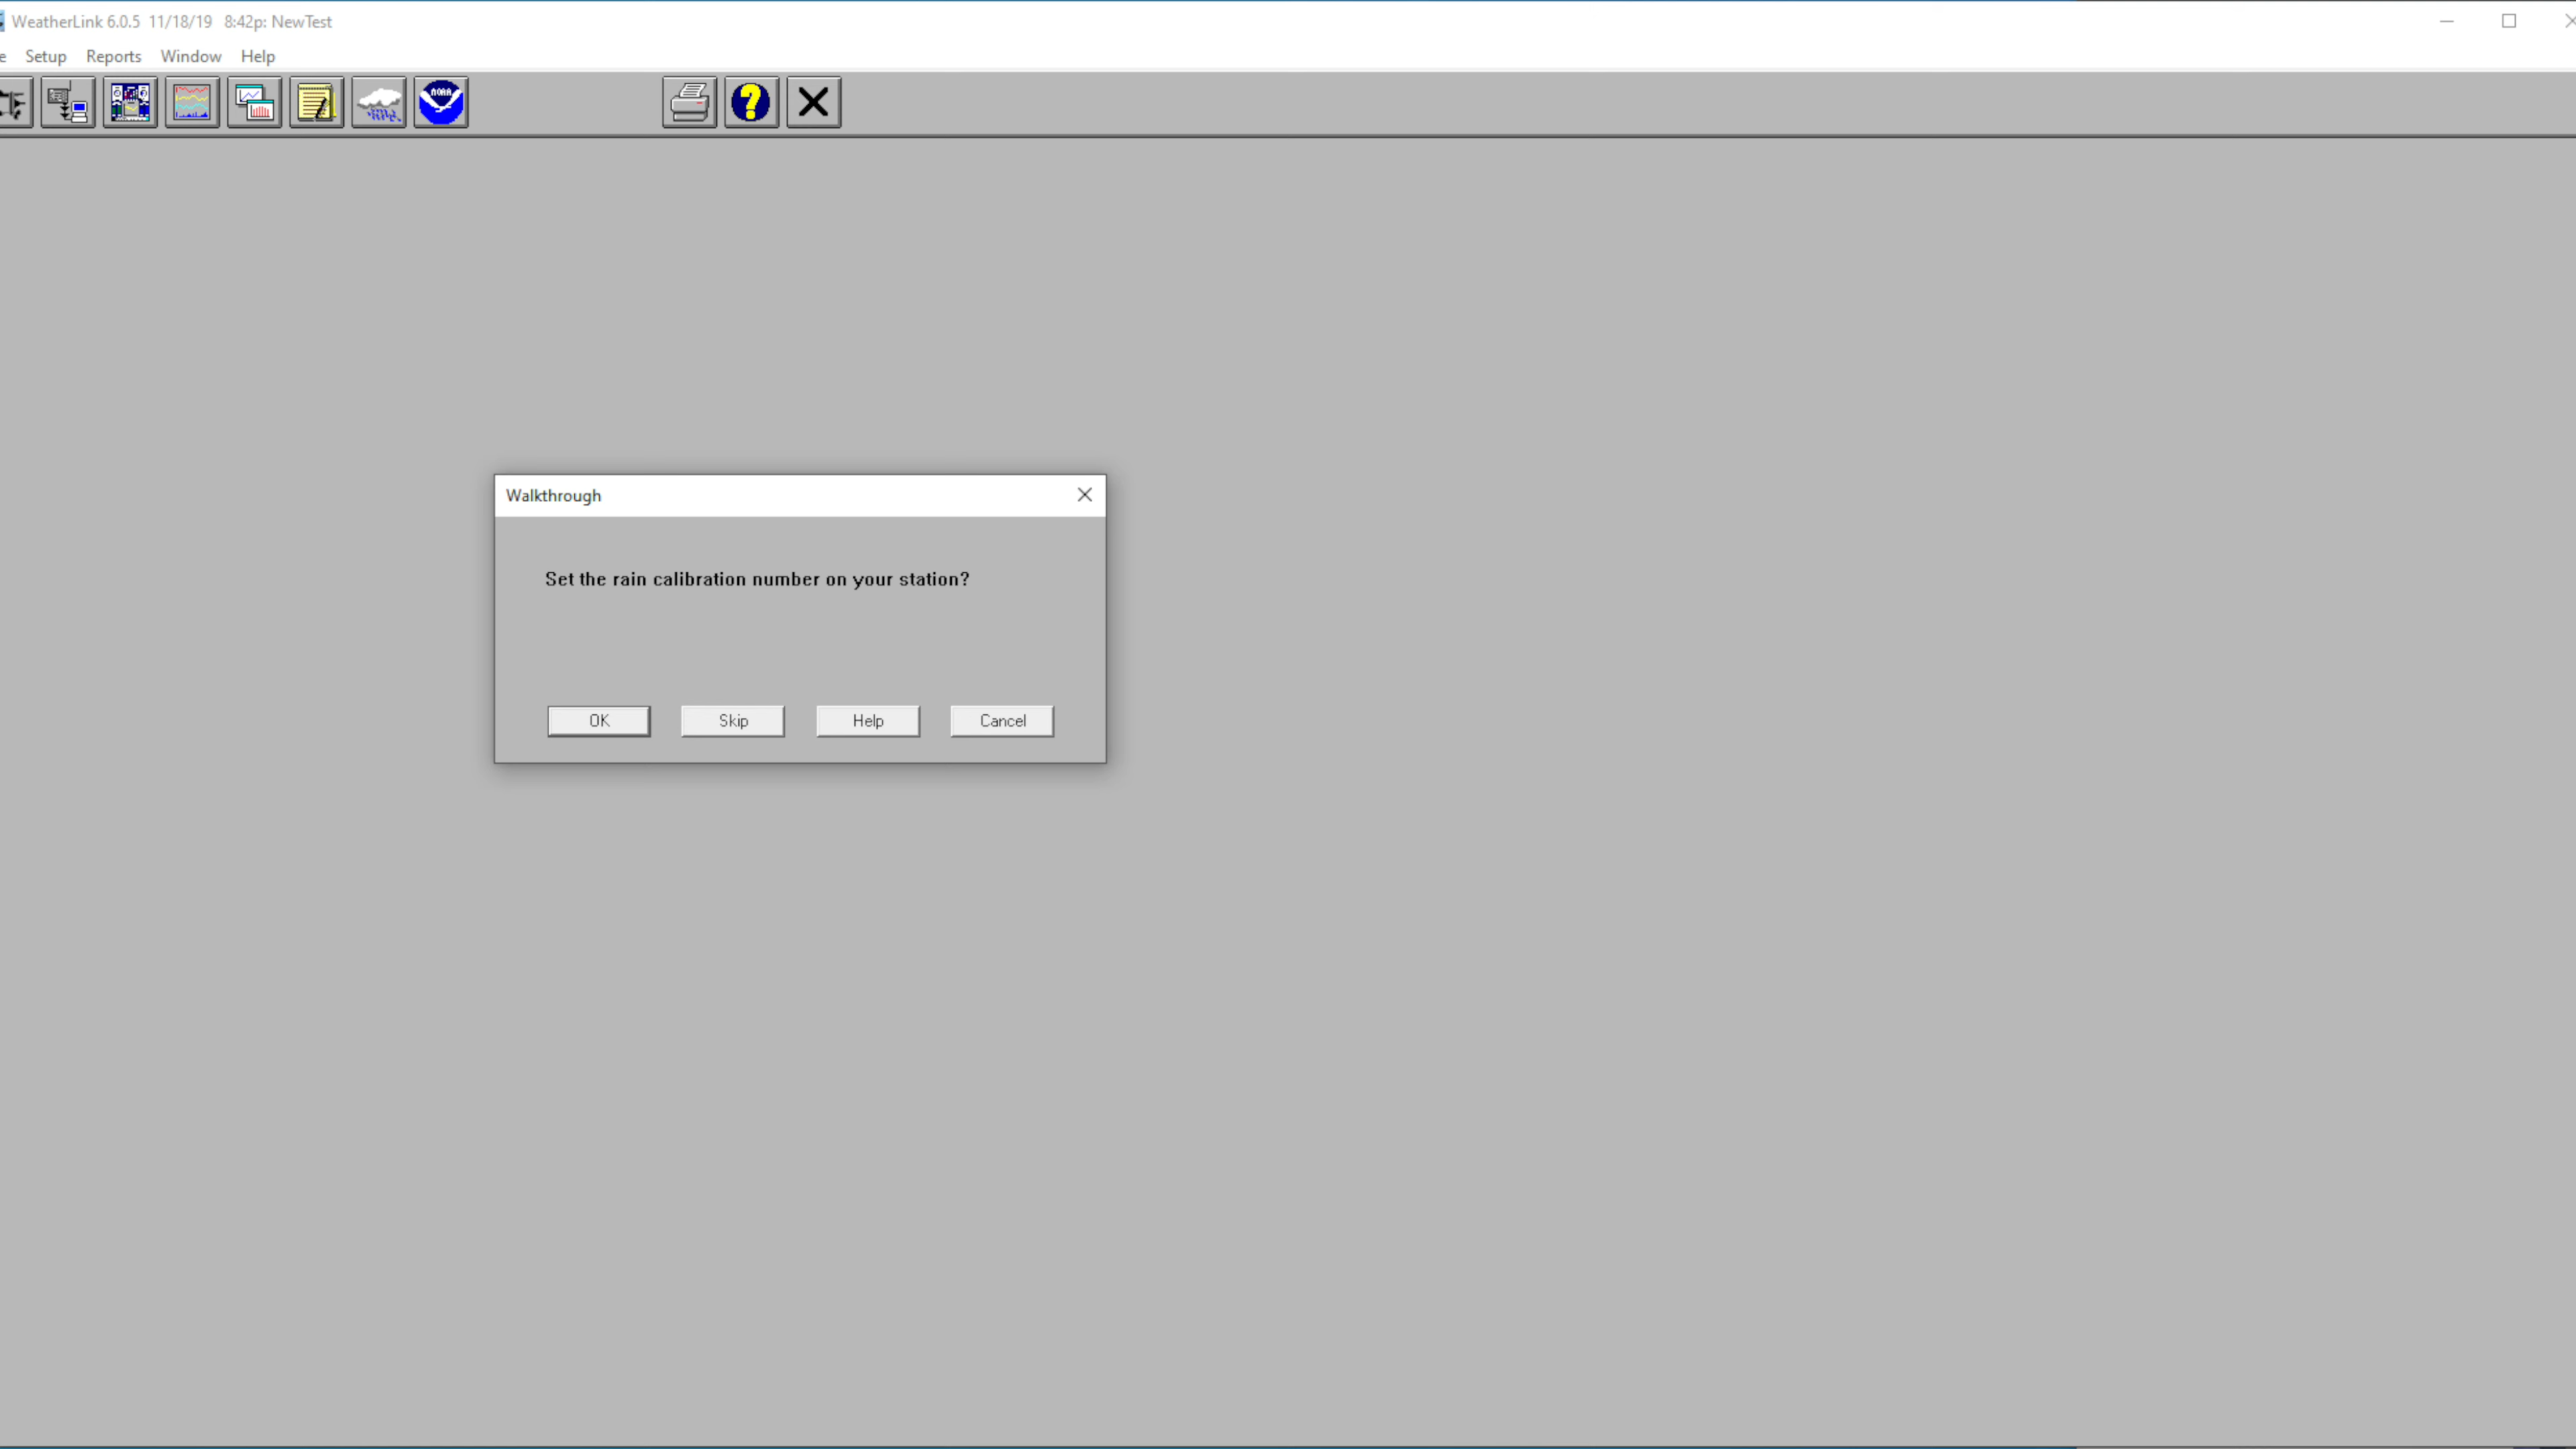 WeatherLink 6.0.5 11/18/19 8:42p: NewTest
e Setup Reports Window Help
NOAA
Walkthrough
Set the rain calibration number on your station?
OK Skip Help Cancel